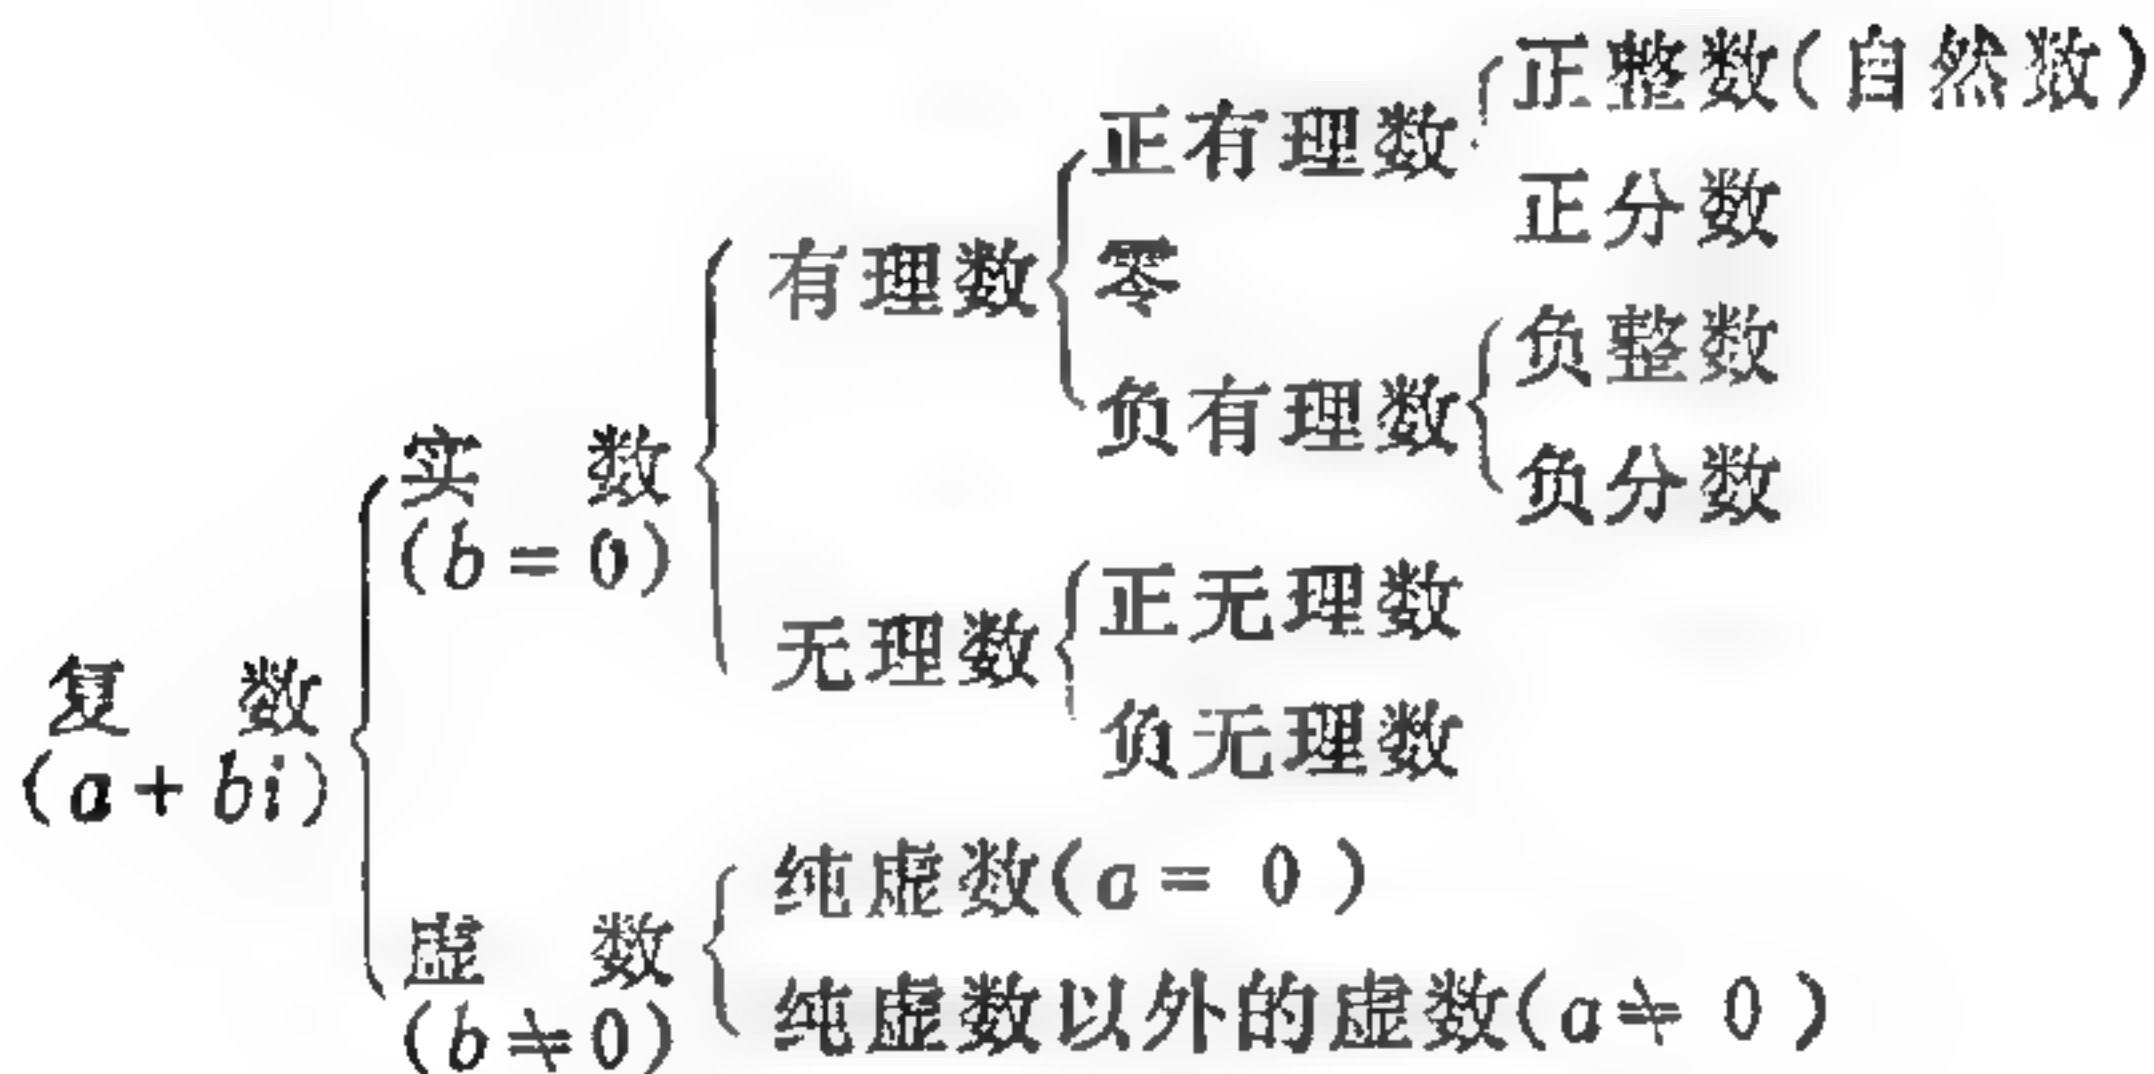 正整数(自然数)
正有理数
正分数
有理数
零
负整数
负有理数
负分数
实 数
(b = 0)
正无理数
无理数
负无理数
复 数
(a + bi)
纯虚数(a = 0)
虚 数
(b ≠ 0)
纯虚数以外的虚数(a ≠ 0)